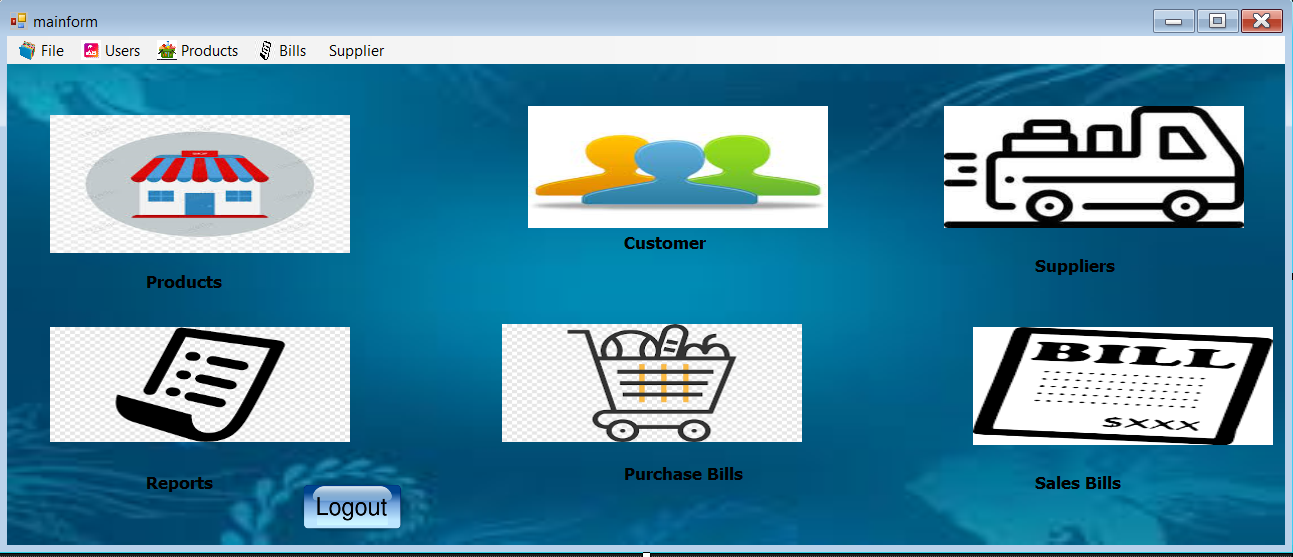 mainform
File Users Products Bills Supplier
Customer
Suppliers
Products
BILL
$XXX
Purchase Bills
Reports
Sales Bills
Logout